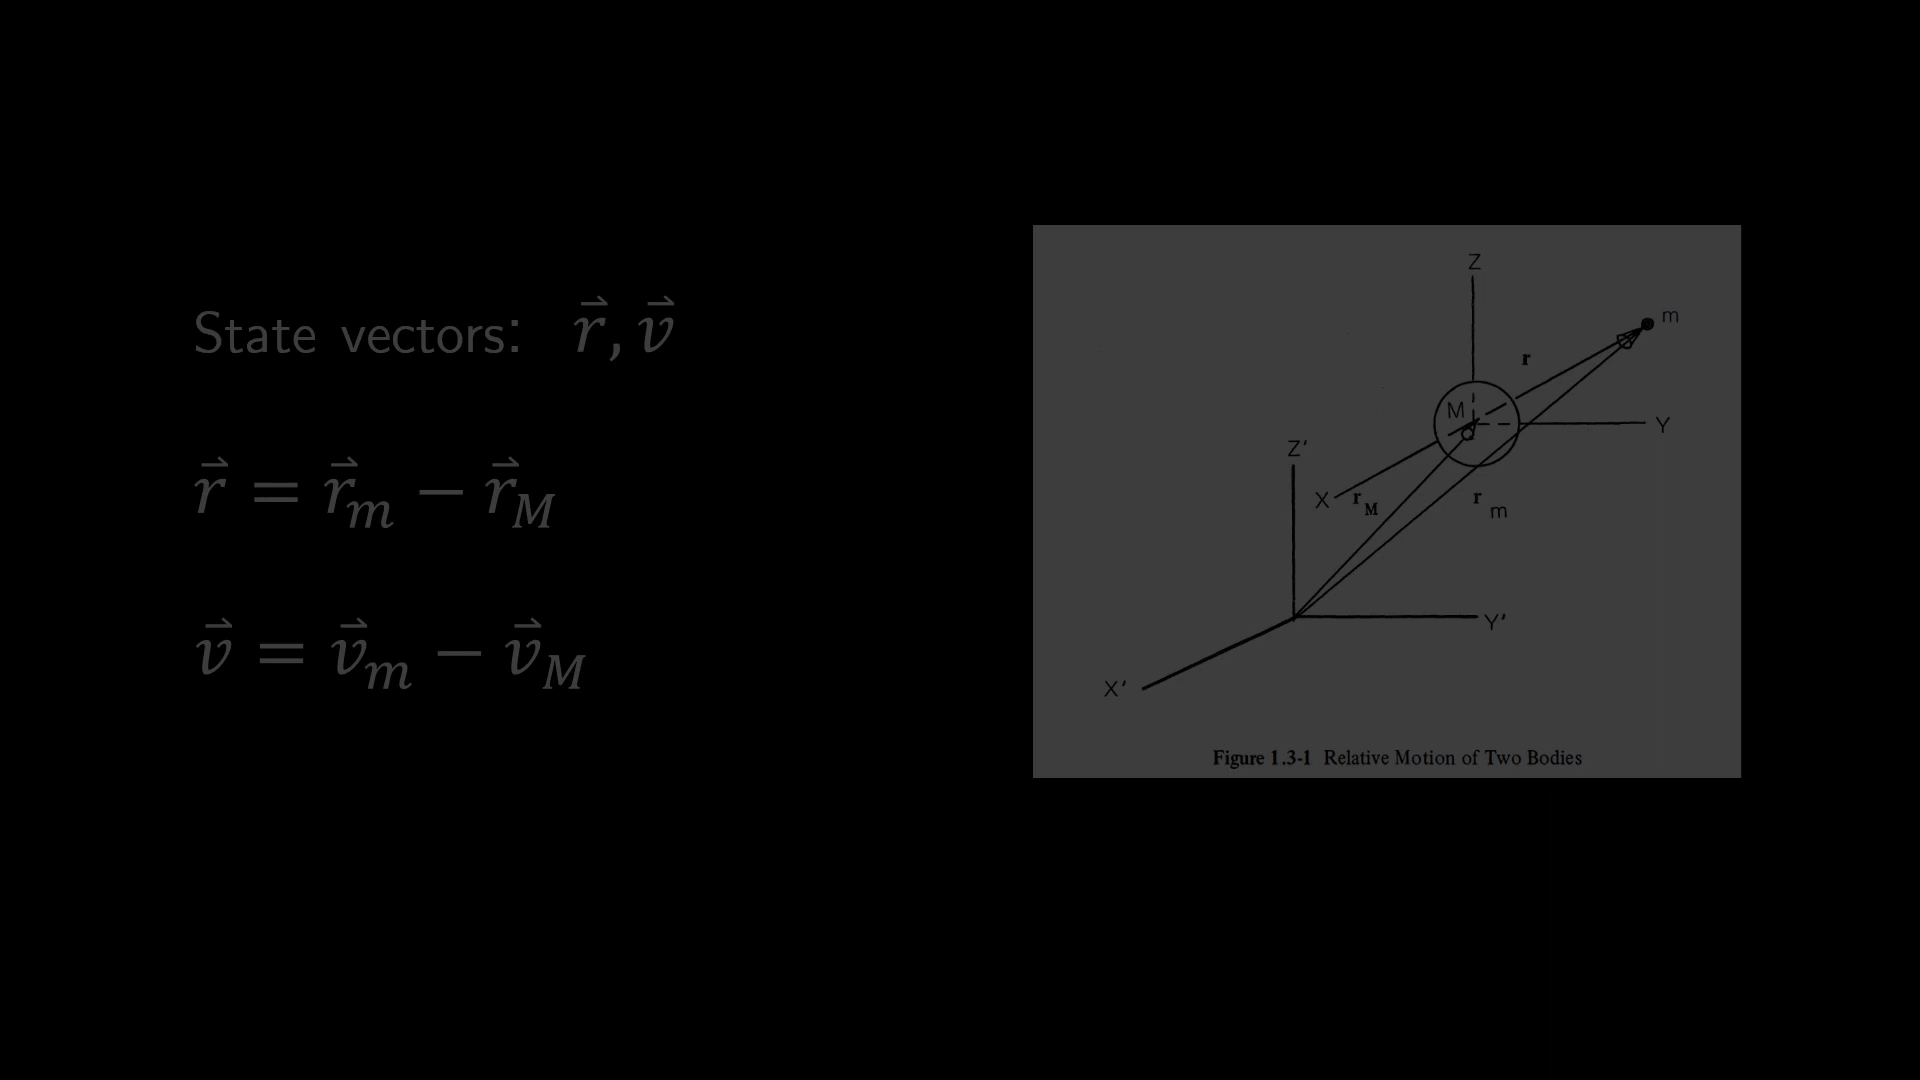 State vectors: r⃗, v⃗
r⃗ = r⃗ₘ − r⃗_M
v⃗ = v⃗ₘ − v⃗_M
Z
m
r
M
Y
Z′
X
r_M
r_m
Y′
X′
Figure 1.3-1 Relative Motion of Two Bodies